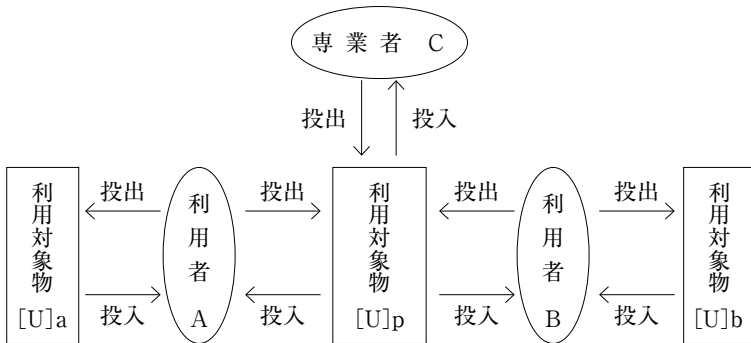 専業者 C
投出 投入
投出 投出 投出 投出
利用対象物[U]a
利用者A
利用対象物[U]p
利用者B
利用対象物[U]b
投入 投入 投入 投入